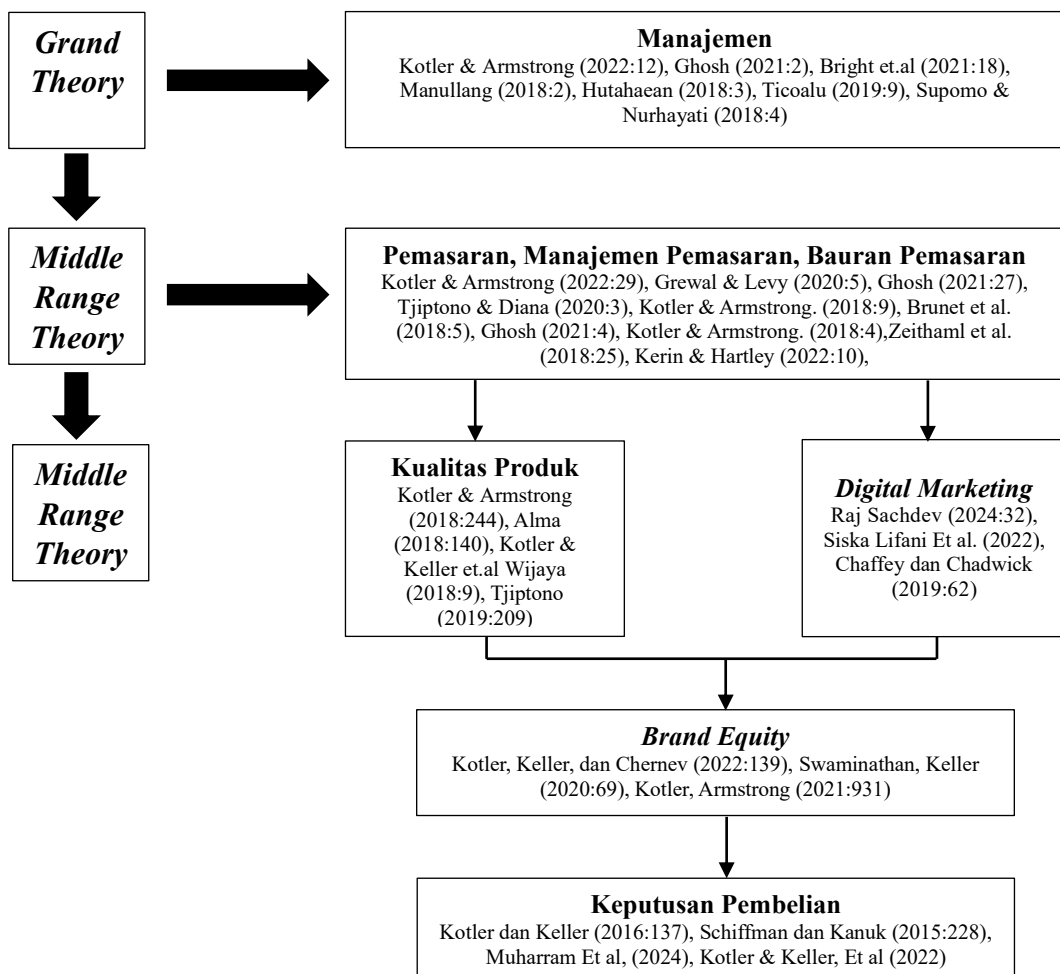 Grand
Theory
Manajemen
Kotler & Armstrong (2022:12), Ghosh (2021:2), Bright et.al (2021:18),
Manullang (2018:2), Hutahaean (2018:3), Ticoalu (2019:9), Supomo &
Nurhayati (2018:4)
Middle
Range
Theory
Pemasaran, Manajemen Pemasaran, Bauran Pemasaran
Kotler & Armstrong (2022:29), Grewal & Levy (2020:5), Ghosh (2021:27),
Tjiptono & Diana (2020:3), Kotler & Armstrong. (2018:9), Brunet et al.
(2018:5), Ghosh (2021:4), Kotler & Armstrong. (2018:4),Zeithaml et al.
(2018:25), Kerin & Hartley (2022:10),
Middle
Range
Theory
Kualitas Produk
Kotler & Armstrong
(2018:244), Alma
(2018:140), Kotler &
Keller et.al Wijaya
(2018:9), Tjiptono
(2019:209)
Digital Marketing
Raj Sachdev (2024:32),
Siska Lifani Et al. (2022),
Chaffey dan Chadwick
(2019:62)
Brand Equity
Kotler, Keller, dan Chernev (2022:139), Swaminathan, Keller
(2020:69), Kotler, Armstrong (2021:931)
Keputusan Pembelian
Kotler dan Keller (2016:137), Schiffman dan Kanuk (2015:228),
Muharram Et al, (2024), Kotler & Keller, Et al (2022)